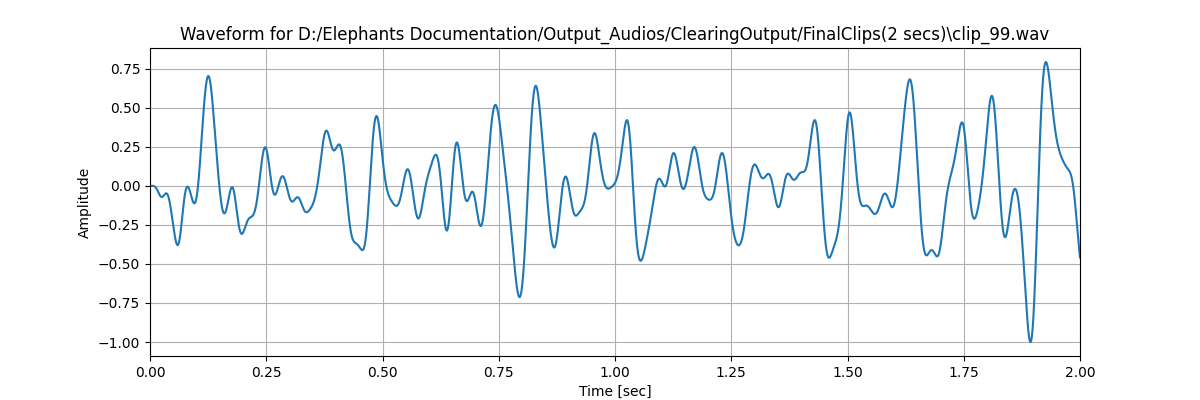 Waveform for D:/Elephants Documentation/Output_Audios/ClearingOutput/FinalClips(2 secs)\clip_99.wav
Amplitude
0.75
0.50
0.25
0.00
−0.25
−0.50
−0.75
−1.00
0.00 0.25 0.50 0.75 1.00 1.25 1.50 1.75 2.00
Time [sec]